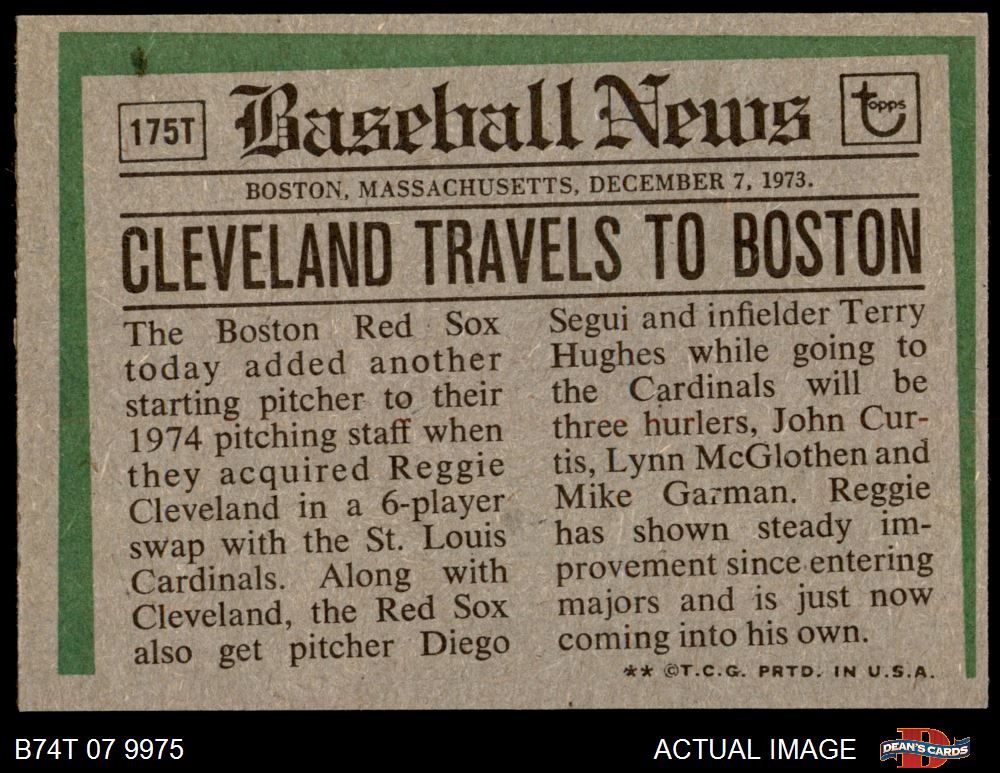 175T
Baseball News
topps
BOSTON, MASSACHUSETTS, DECEMBER 7, 1973.
CLEVELAND TRAVELS TO BOSTON
The Boston Red Sox
today added another
starting pitcher to their
1974 pitching staff when
they acquired Reggie
Cleveland in a 6-player
swap with the St. Louis
Cardinals. Along with
Cleveland, the Red Sox
also get pitcher Diego
Segui and infielder Terry
Hughes while going to
the Cardinals will be
three hurlers, John Cur-
tis, Lynn McGlothen and
Mike Garman. Reggie
has shown steady im-
provement since entering
majors and is just now
coming into his own.
** ©T.C.G. PRTD. IN U.S.A.
B74T 07 9975
ACTUAL IMAGE
DEAN'S CARDS